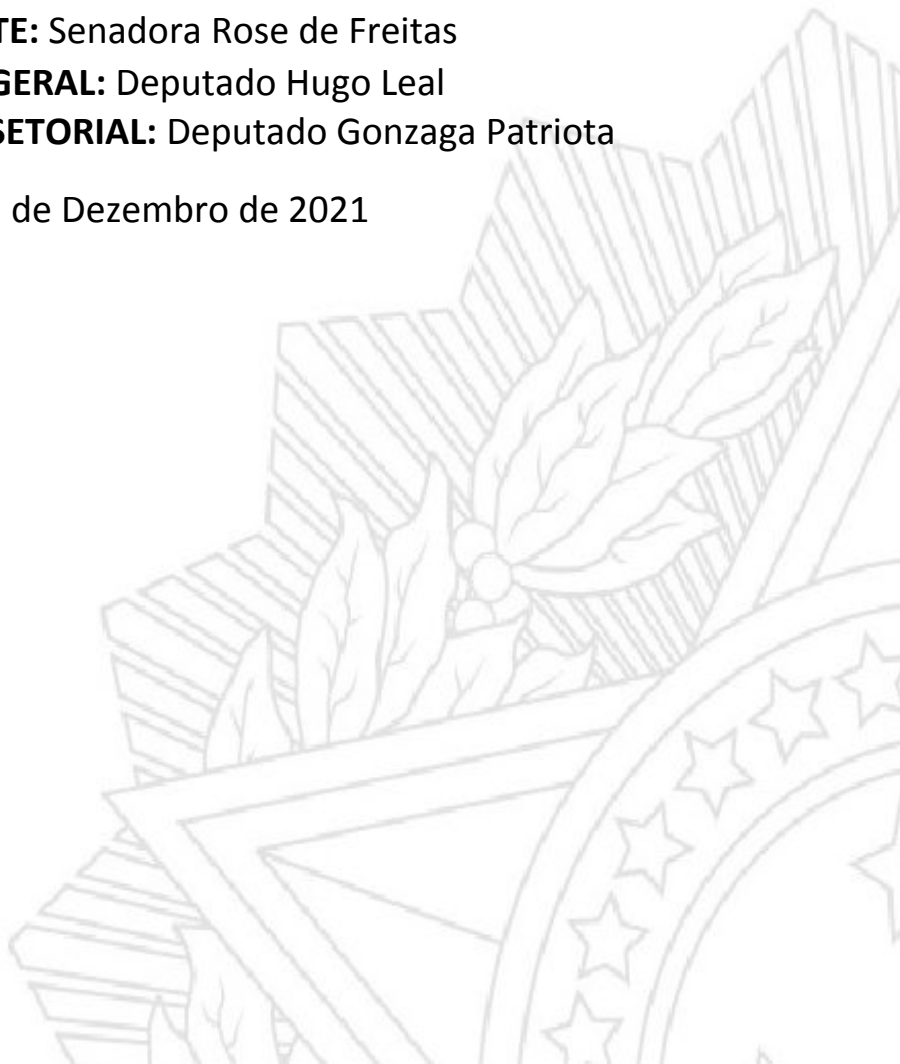 TE: Senadora Rose de Freitas
GERAL: Deputado Hugo Leal
SETORIAL: Deputado Gonzaga Patriota
de Dezembro de 2021